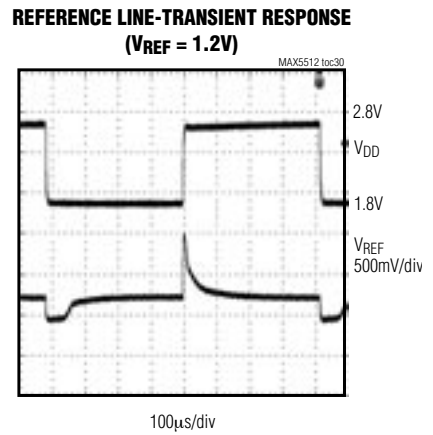 REFERENCE LINE-TRANSIENT RESPONSE
(VREF = 1.2V)
MAX5512 toc30
2.8V
VDD
1.8V
VREF
500mV/div
100μs/div